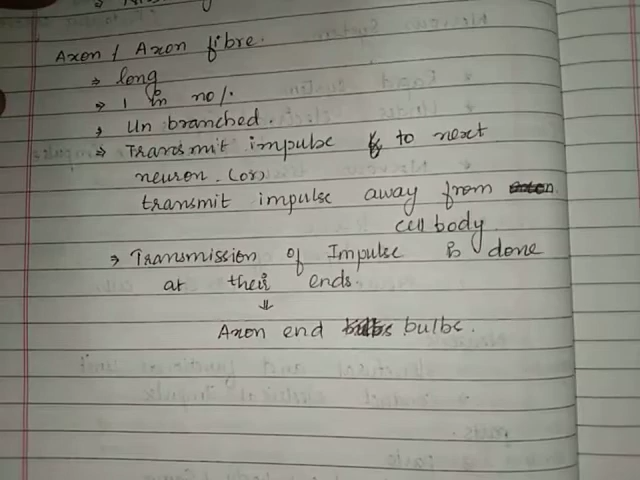 Axon / Axon fibre.
→ long
→ 1 in no/.
→ Un branched.
→ Transmit impulse to next
neuron. (or)
transmit impulse away from
cell body.
→ Transmission of Impulse is done
at their ends.
⇓
Axon end bulbs.